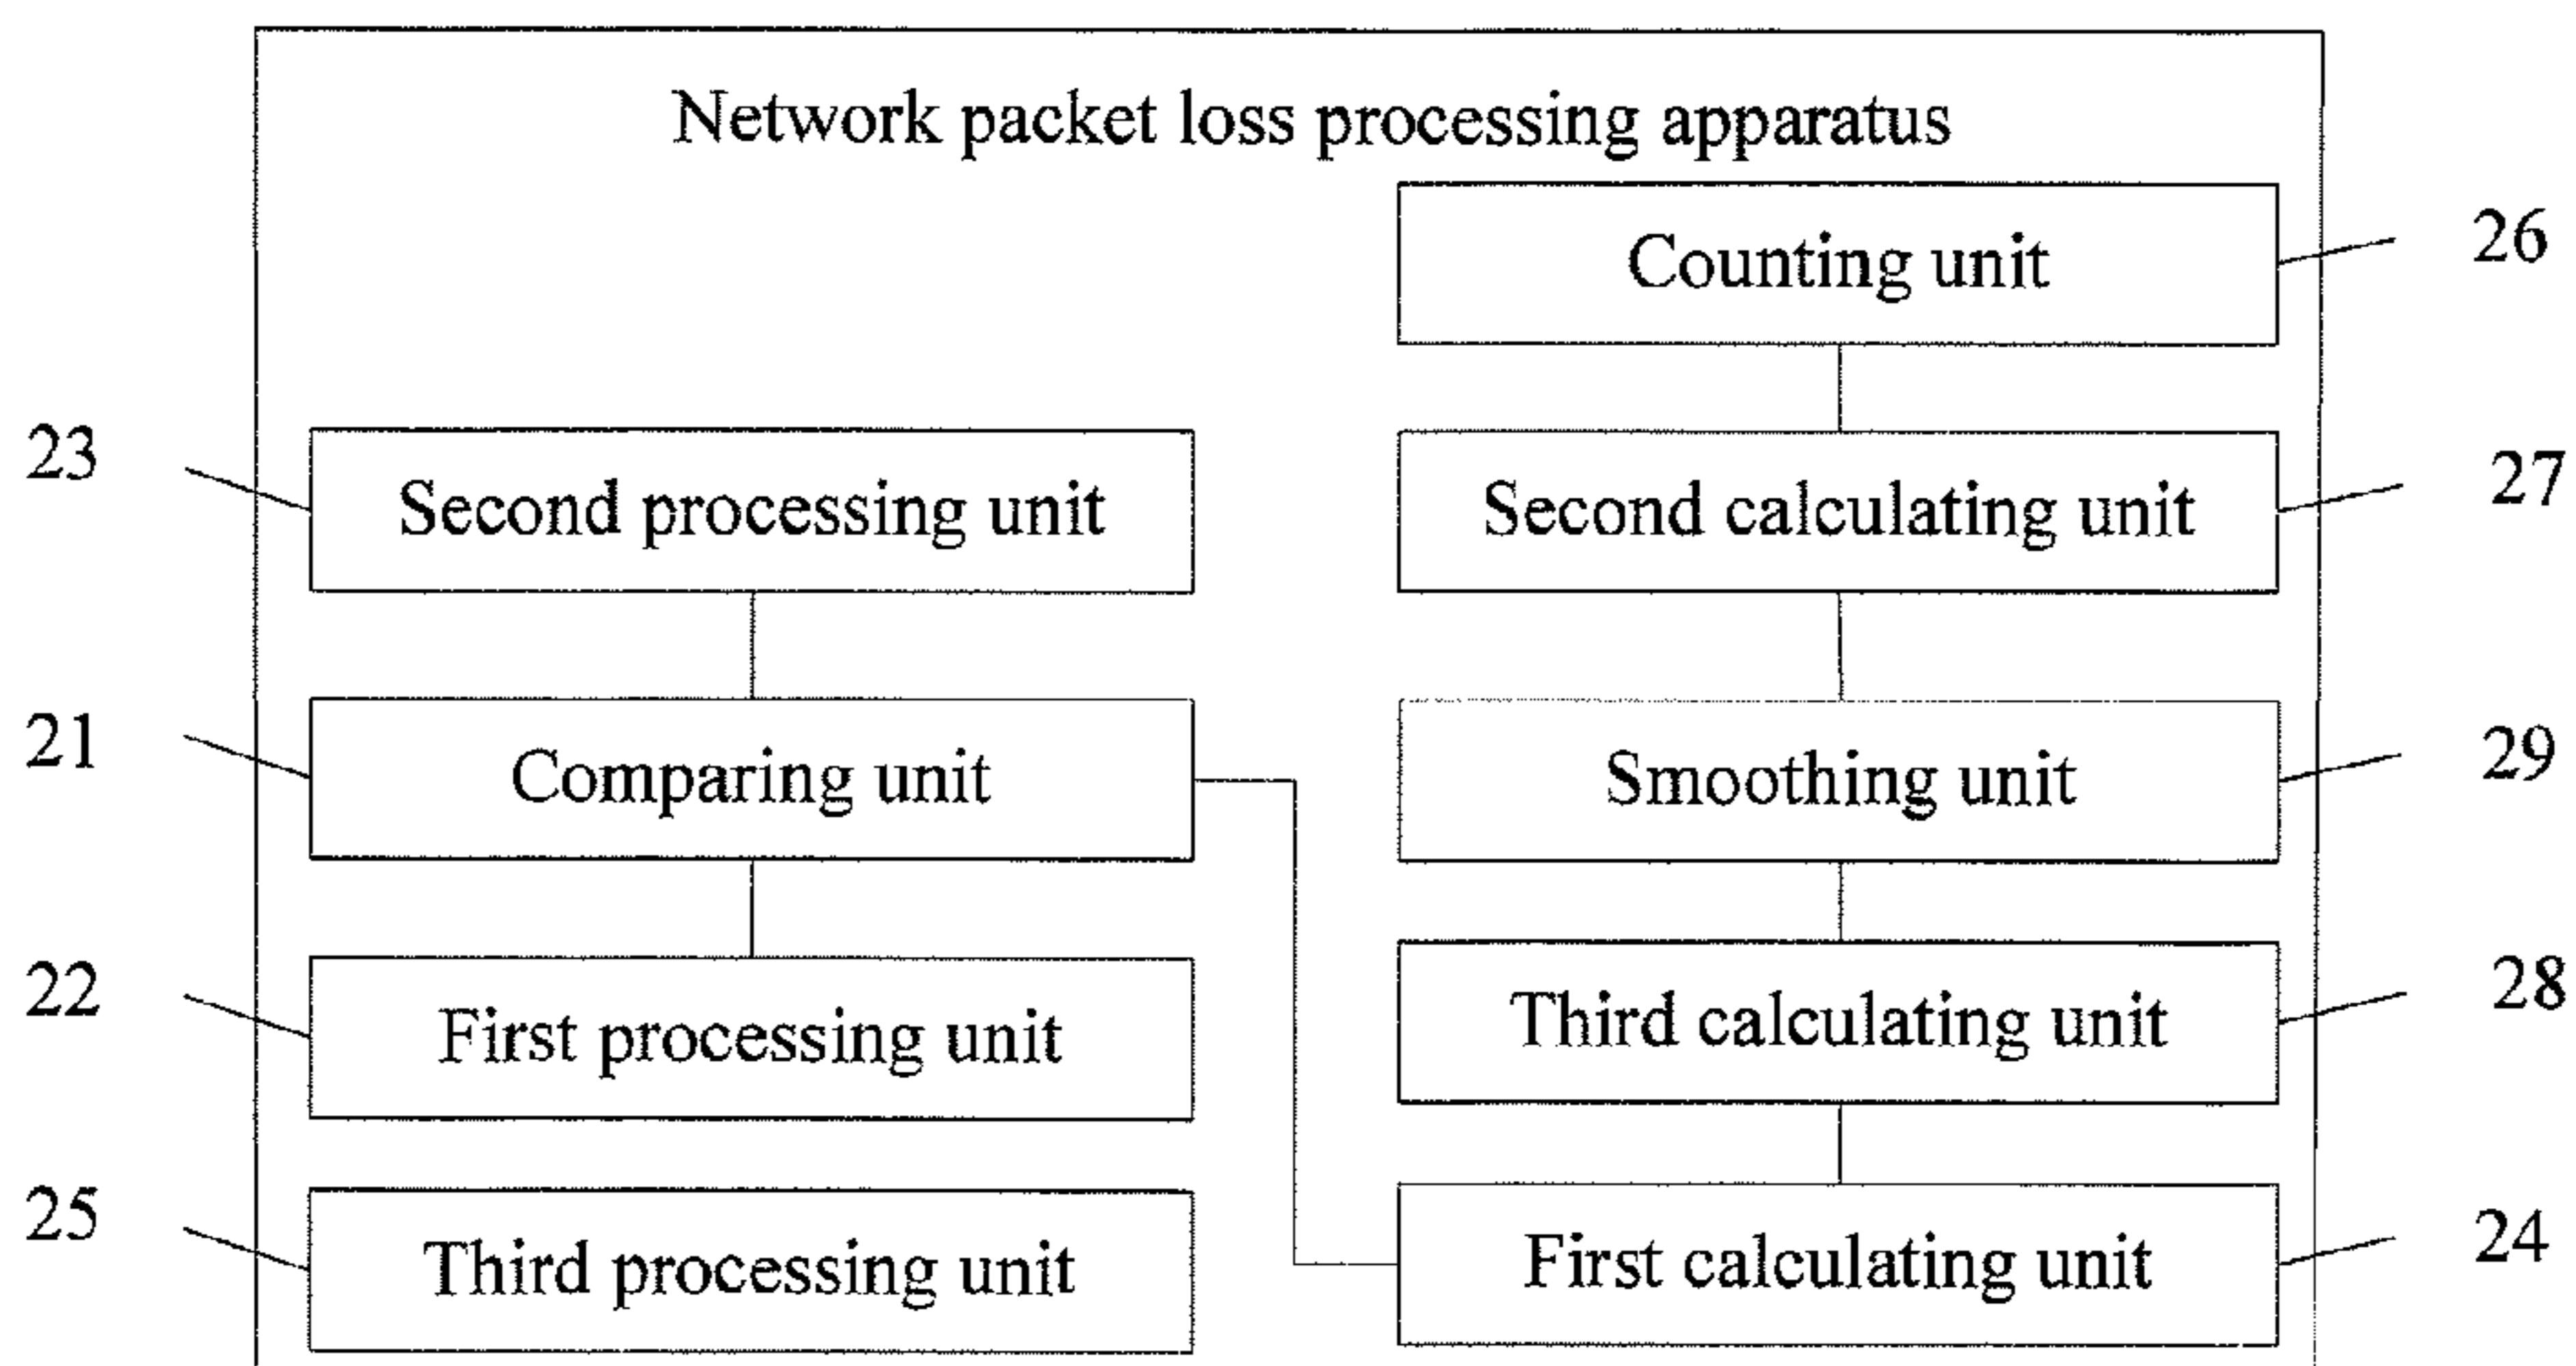 Network packet loss processing apparatus
Counting unit
26
23
Second processing unit
Second calculating unit
27
21
Comparing unit
Smoothing unit
29
22
First processing unit
Third calculating unit
28
25
Third processing unit
First calculating unit
24